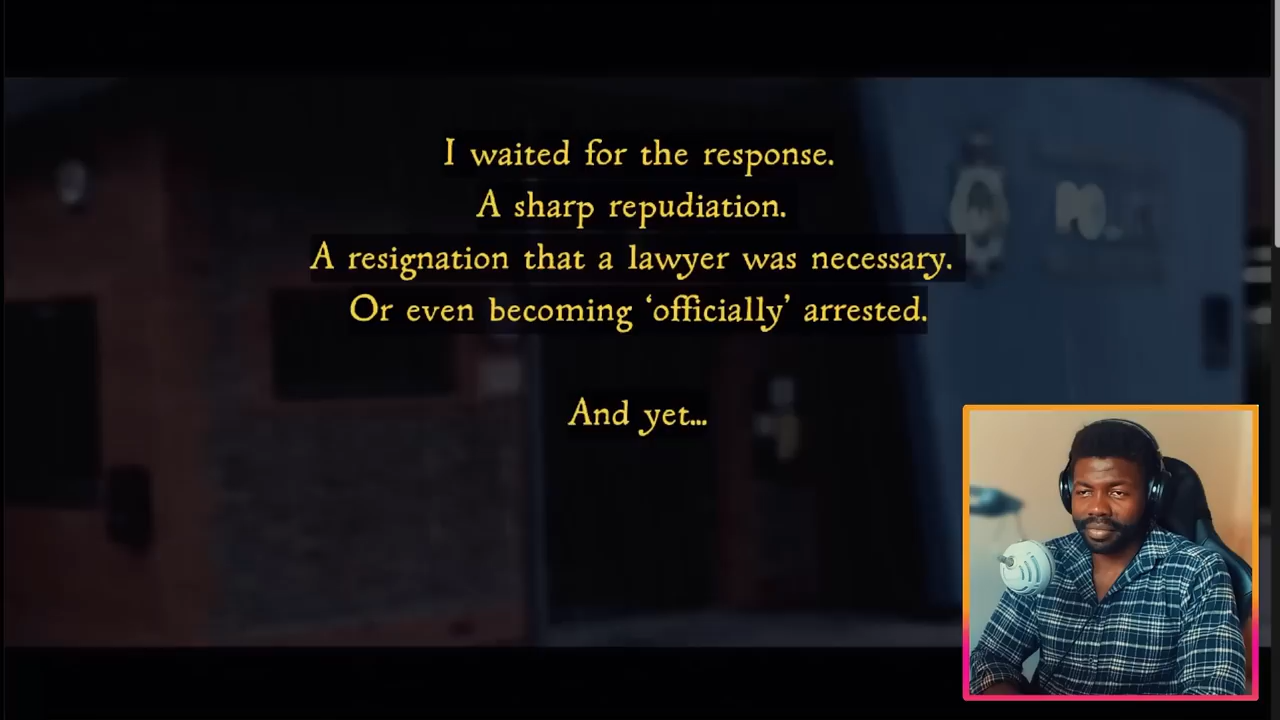 I waited for the response.
A sharp repudiation.
A resignation that a lawyer was necessary.
Or even becoming ‘officially’ arrested.
And yet...